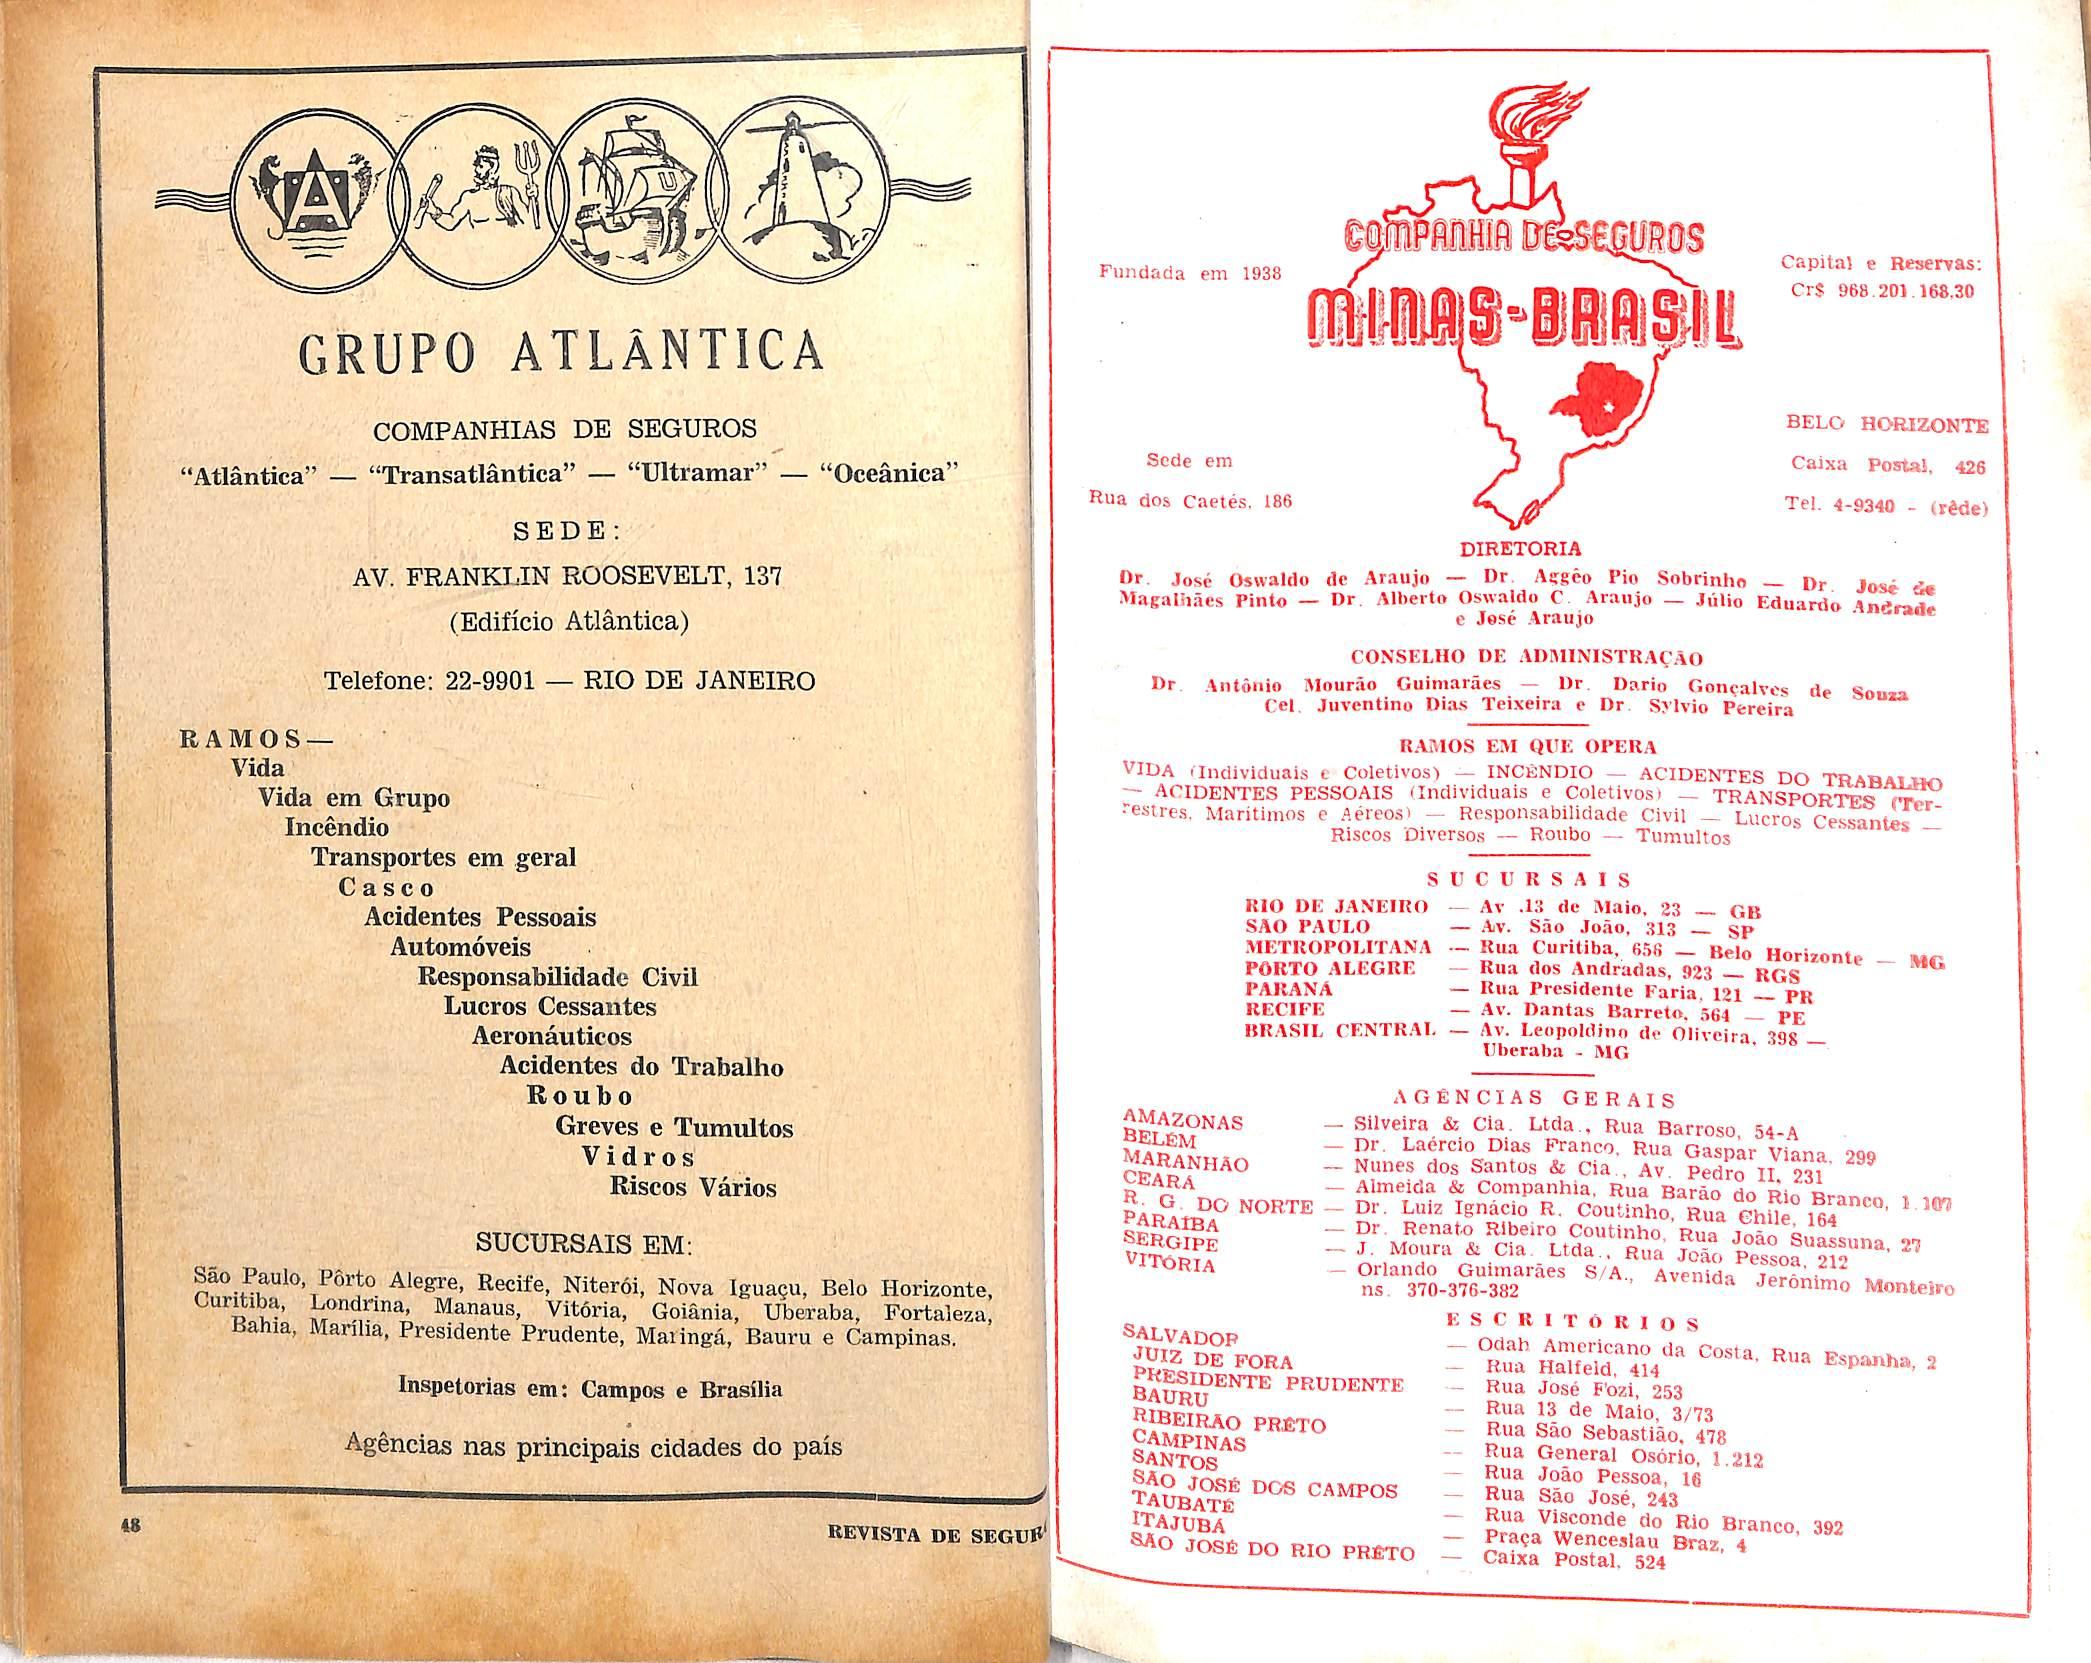 A
U
GRUPO ATLÂNTICA
COMPANHIAS DE SEGUROS
“Atlântica” — “Transatlântica” — “Ultramar” — “Oceânica”
SEDE:
AV. FRANKLIN ROOSEVELT, 137
(Edifício Atlântica)
Telefone: 22-9901 — RIO DE JANEIRO
RAMOS—
Vida
Vida em Grupo
Incêndio
Transportes em geral
Casco
Acidentes Pessoais
Automóveis
Responsabilidade Civil
Lucros Cessantes
Aeronáuticos
Acidentes do Trabalho
Roubo
Greves e Tumultos
Vidros
Riscos Vários
SUCURSAIS EM:
São Paulo, Pôrto Alegre, Recife, Niterói, Nova Iguaçu, Belo Horizonte,
Curitiba, Londrina, Manaus, Vitória, Goiânia, Uberaba, Fortaleza,
Bahia, Marília, Presidente Prudente, Maringá, Bauru e Campinas.
Inspetorias em: Campos e Brasília
Agências nas principais cidades do país
48
REVISTA DE SEGUR
COMPANHIA DE SEGUROS
MINAS-BRASIL
Fundada em 1938
Capital e Reservas:
Cr$ 968.201.168,30
BELO HORIZONTE
Sede em
Caixa Postal, 426
Rua dos Caetés, 186
Tel. 4-9340 - (rêde)
DIRETORIA
Dr. José Oswaldo de Araujo — Dr. Aggêo Pio Sobrinho — Dr. José de
Magalhães Pinto — Dr. Alberto Oswaldo C. Araujo — Júlio Eduardo Andrade
e José Araujo
CONSELHO DE ADMINISTRAÇÃO
Dr. Antônio Mourão Guimarães — Dr. Dario Gonçalves de Souza
Cel. Juventino Dias Teixeira e Dr. Sylvio Pereira
RAMOS EM QUE OPERA
VIDA (Individuais e Coletivos) — INCÊNDIO — ACIDENTES DO TRABALHO
— ACIDENTES PESSOAIS (Individuais e Coletivos) — TRANSPORTES (Ter-
restres, Marítimos e Aéreos) — Responsabilidade Civil — Lucros Cessantes —
Riscos Diversos — Roubo — Tumultos
SUCURSAIS
RIO DE JANEIRO — Av .13 de Maio, 23 — GB
SÃO PAULO — Av. São João, 313 — SP
METROPOLITANA — Rua Curitiba, 656 — Belo Horizonte — MG
PÔRTO ALEGRE — Rua dos Andradas, 923 — RGS
PARANÁ — Rua Presidente Faria, 121 — PR
RECIFE — Av. Dantas Barreto, 564 — PE
BRASIL CENTRAL — Av. Leopoldino de Oliveira, 398 —
Uberaba - MG
AGÊNCIAS GERAIS
AMAZONAS — Silveira & Cia. Ltda., Rua Barroso, 54-A
BELÉM — Dr. Laércio Dias Franco, Rua Gaspar Viana, 299
MARANHÃO — Nunes dos Santos & Cia., Av. Pedro II, 231
CEARÁ — Almeida & Companhia, Rua Barão do Rio Branco, 1.107
R. G. DO NORTE — Dr. Luiz Ignácio R. Coutinho, Rua Chile, 164
PARAÍBA — Dr. Renato Ribeiro Coutinho, Rua João Suassuna, 27
SERGIPE — J. Moura & Cia. Ltda., Rua João Pessoa, 212
VITÓRIA — Orlando Guimarães S/A., Avenida Jerônimo Monteiro
ns. 370-376-382
ESCRITÓRIOS
SALVADOR — Odah Americano da Costa, Rua Espanha, 2
JUIZ DE FORA — Rua Halfeld, 414
PRESIDENTE PRUDENTE — Rua José Fozi, 253
BAURU — Rua 13 de Maio, 3/73
RIBEIRÃO PRÊTO — Rua São Sebastião, 478
CAMPINAS — Rua General Osório, 1.212
SANTOS — Rua João Pessoa, 16
SÃO JOSÉ DOS CAMPOS — Rua São José, 243
TAUBATÉ — Rua Visconde do Rio Branco, 392
ITAJUBÁ — Praça Wenceslau Braz, 4
SÃO JOSÉ DO RIO PRÊTO — Caixa Postal, 524